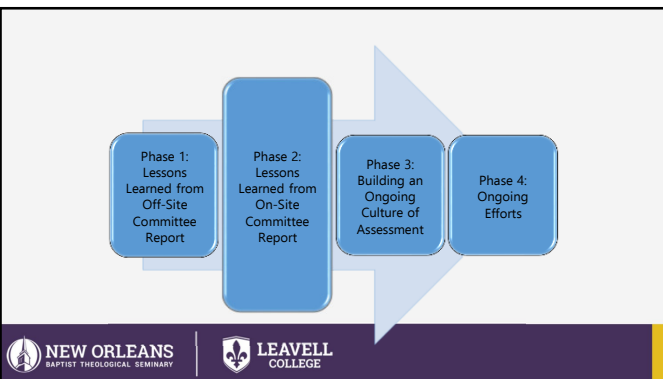 Phase 1:
Lessons
Learned from
Off-Site
Committee
Report
Phase 2:
Lessons
Learned from
On-Site
Committee
Report
Phase 3:
Building an
Ongoing
Culture of
Assessment
Phase 4:
Ongoing
Efforts
NEW ORLEANS
BAPTIST THEOLOGICAL SEMINARY
LEAVELL
COLLEGE